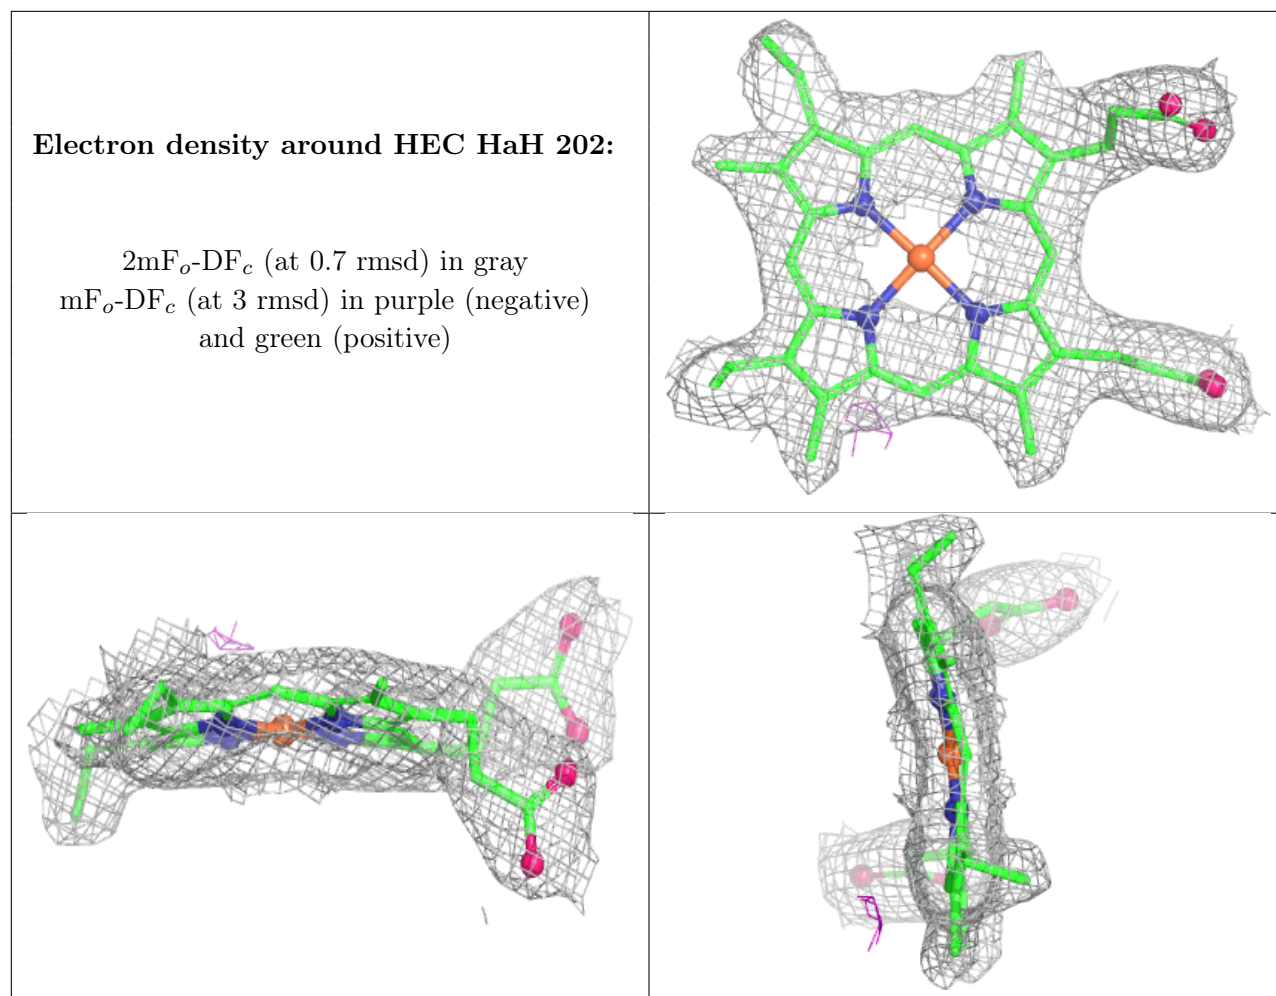 Electron density around HEC HaH 202:
2mFo-DFc (at 0.7 rmsd) in gray
mFo-DFc (at 3 rmsd) in purple (negative)
and green (positive)